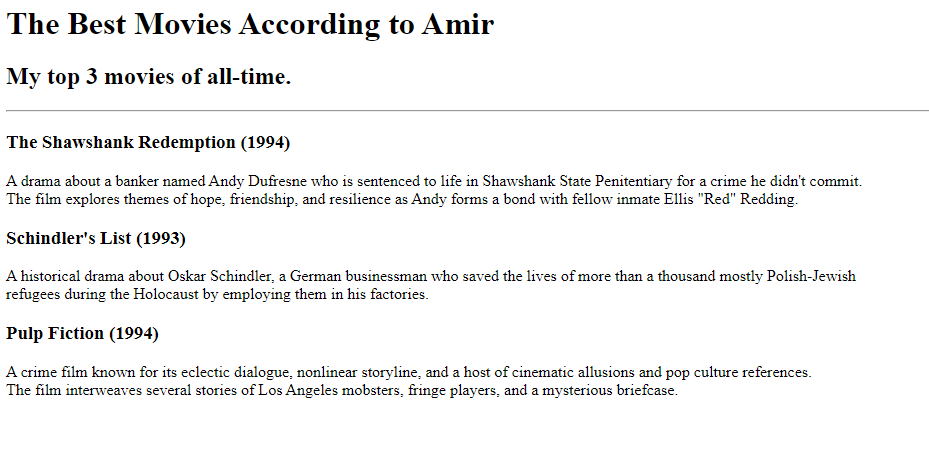 The Best Movies According to Amir
My top 3 movies of all-time.
The Shawshank Redemption (1994)
A drama about a banker named Andy Dufresne who is sentenced to life in Shawshank State Penitentiary for a crime he didn't commit.
The film explores themes of hope, friendship, and resilience as Andy forms a bond with fellow inmate Ellis "Red" Redding.
Schindler's List (1993)
A historical drama about Oskar Schindler, a German businessman who saved the lives of more than a thousand mostly Polish-Jewish
refugees during the Holocaust by employing them in his factories.
Pulp Fiction (1994)
A crime film known for its eclectic dialogue, nonlinear storyline, and a host of cinematic allusions and pop culture references.
The film interweaves several stories of Los Angeles mobsters, fringe players, and a mysterious briefcase.